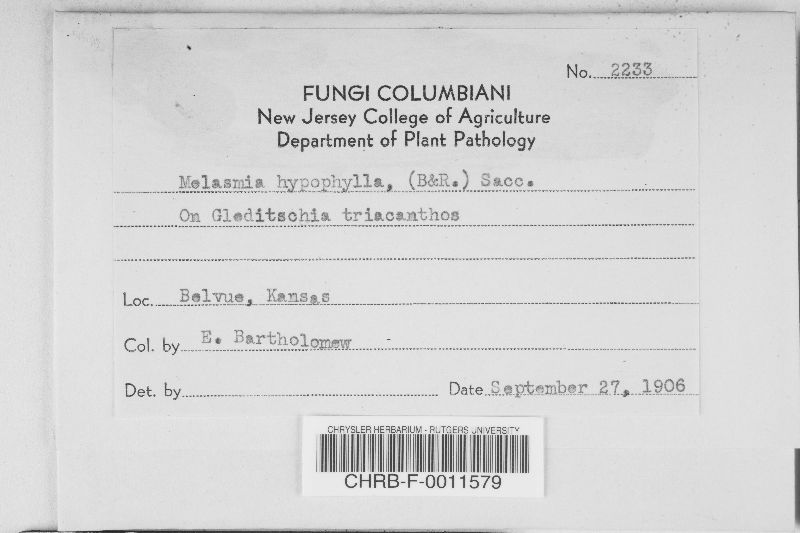 No. 2233
FUNGI COLUMBIANI
New Jersey College of Agriculture
Department of Plant Pathology
Melasmia hypophylla, (B&R.) Sacc.
On Gleditschia triacanthos
Loc. Belvue, Kansas
Col. by E. Bartholomew
Det. by Date September 27, 1906
CHRYSLER HERBARIUM - RUTGERS UNIVERSITY
CHRB-F-0011579